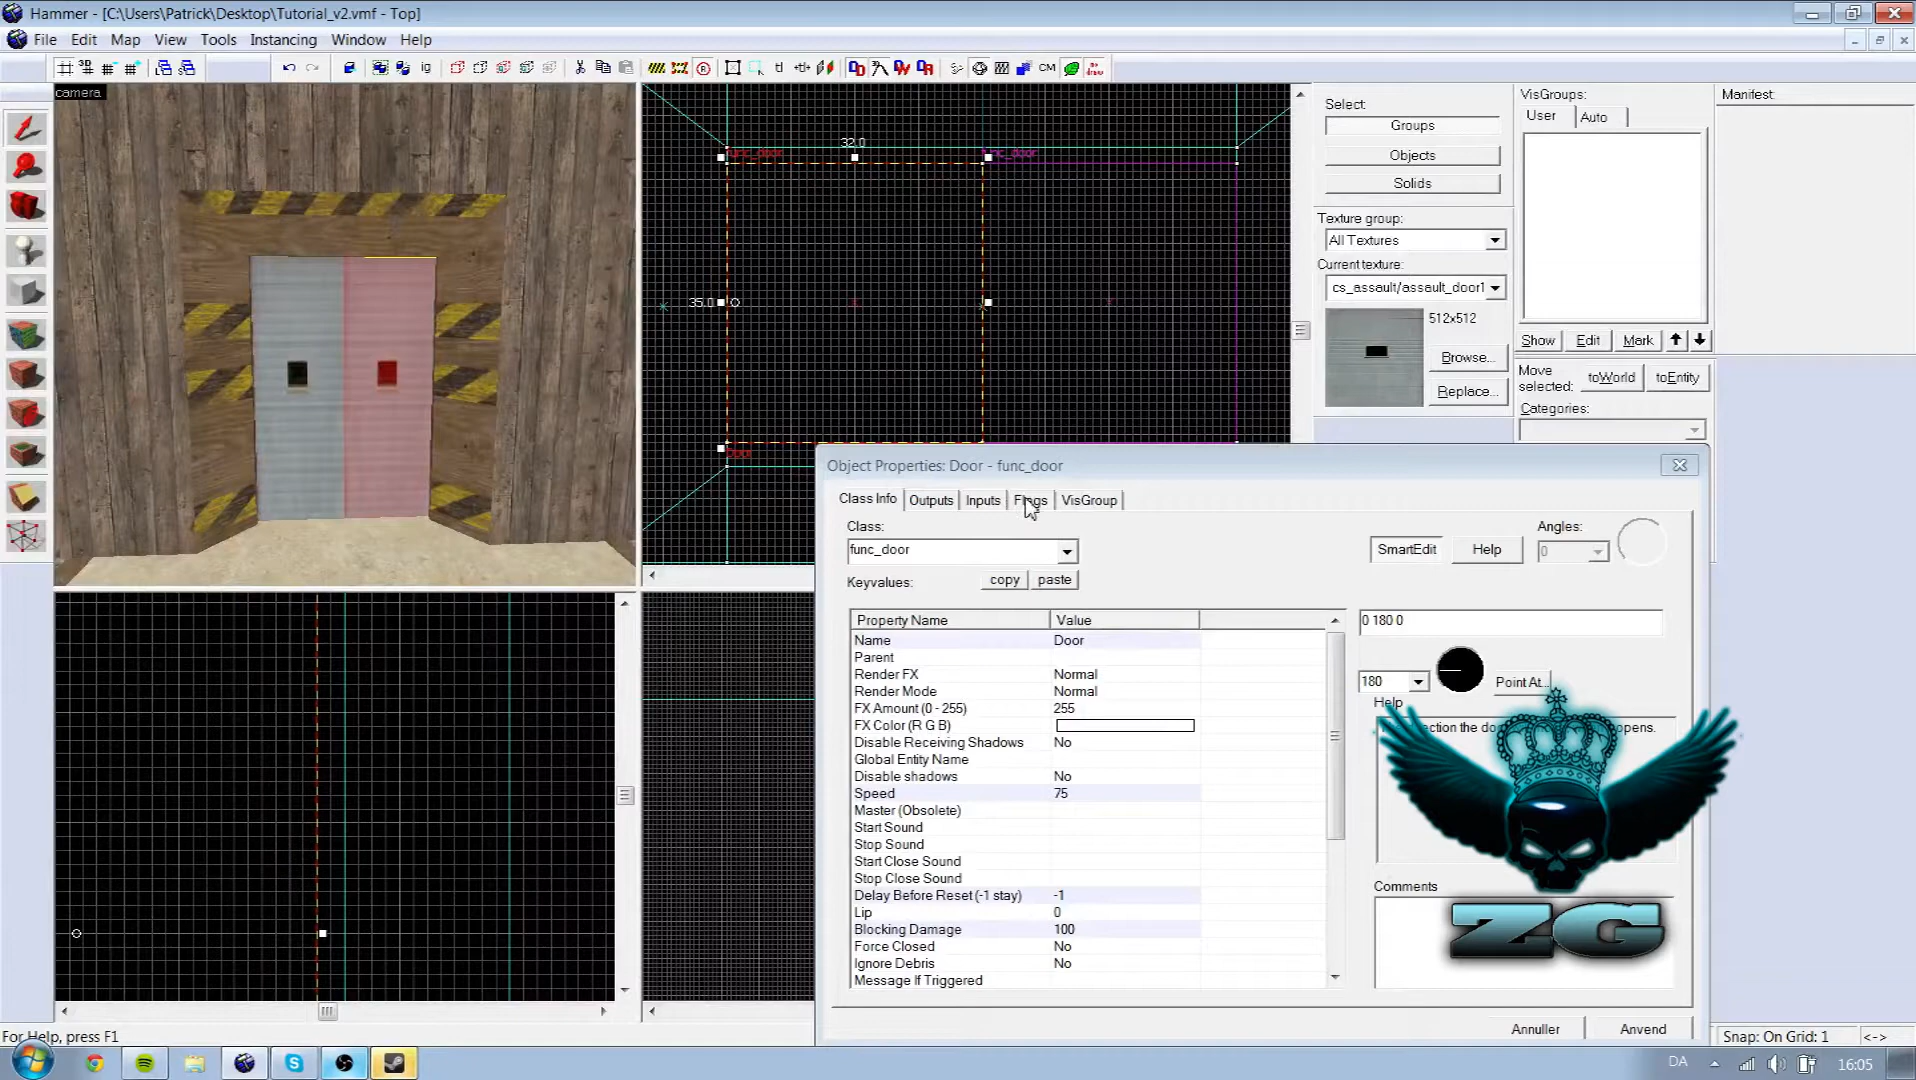 Hammer - [C:\Users\Patrick\Desktop\Tutorial_v2.vmf - Top]
File Edit Map View Tools Instancing Window Help
ig tl CM
camera
32.0
func_door
35.0
Door
Select:
Groups
Objects
Solids
Texture group:
All Textures
Current texture:
cs_assault/assault_door1
512x512
Browse...
Replace...
VisGroups:
User Auto
Show Edit Mark
Move selected: toWorld toEntity
Categories:
Manifest:
Object Properties: Door - func_door
Class Info Outputs Inputs Flags VisGroup
Class:
func_door
Keyvalues: copy paste
SmartEdit Help
Angles:
0
Property Name Value
Name Door
Parent
Render FX Normal
Render Mode Normal
FX Amount (0 - 255) 255
FX Color (R G B)
Disable Receiving Shadows No
Global Entity Name
Disable shadows No
Speed 75
Master (Obsolete)
Start Sound
Stop Sound
Start Close Sound
Stop Close Sound
Delay Before Reset (-1 stay) -1
Lip 0
Blocking Damage 100
Force Closed No
Ignore Debris No
Message If Triggered
0 180 0
180 Point At...
Help
opens.
Comments
ZG
Annuller Anvend
For Help, press F1
Snap: On Grid: 1 <->
DA 16:05